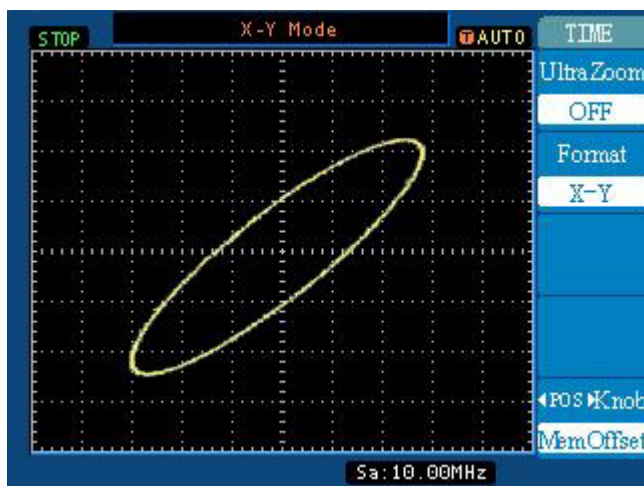 STOP
X-Y Mode
T AUTO
TIME
UltraZoom
OFF
Format
X-Y
◀POS▶Knob
MemOffset
Sa:10.00MHz